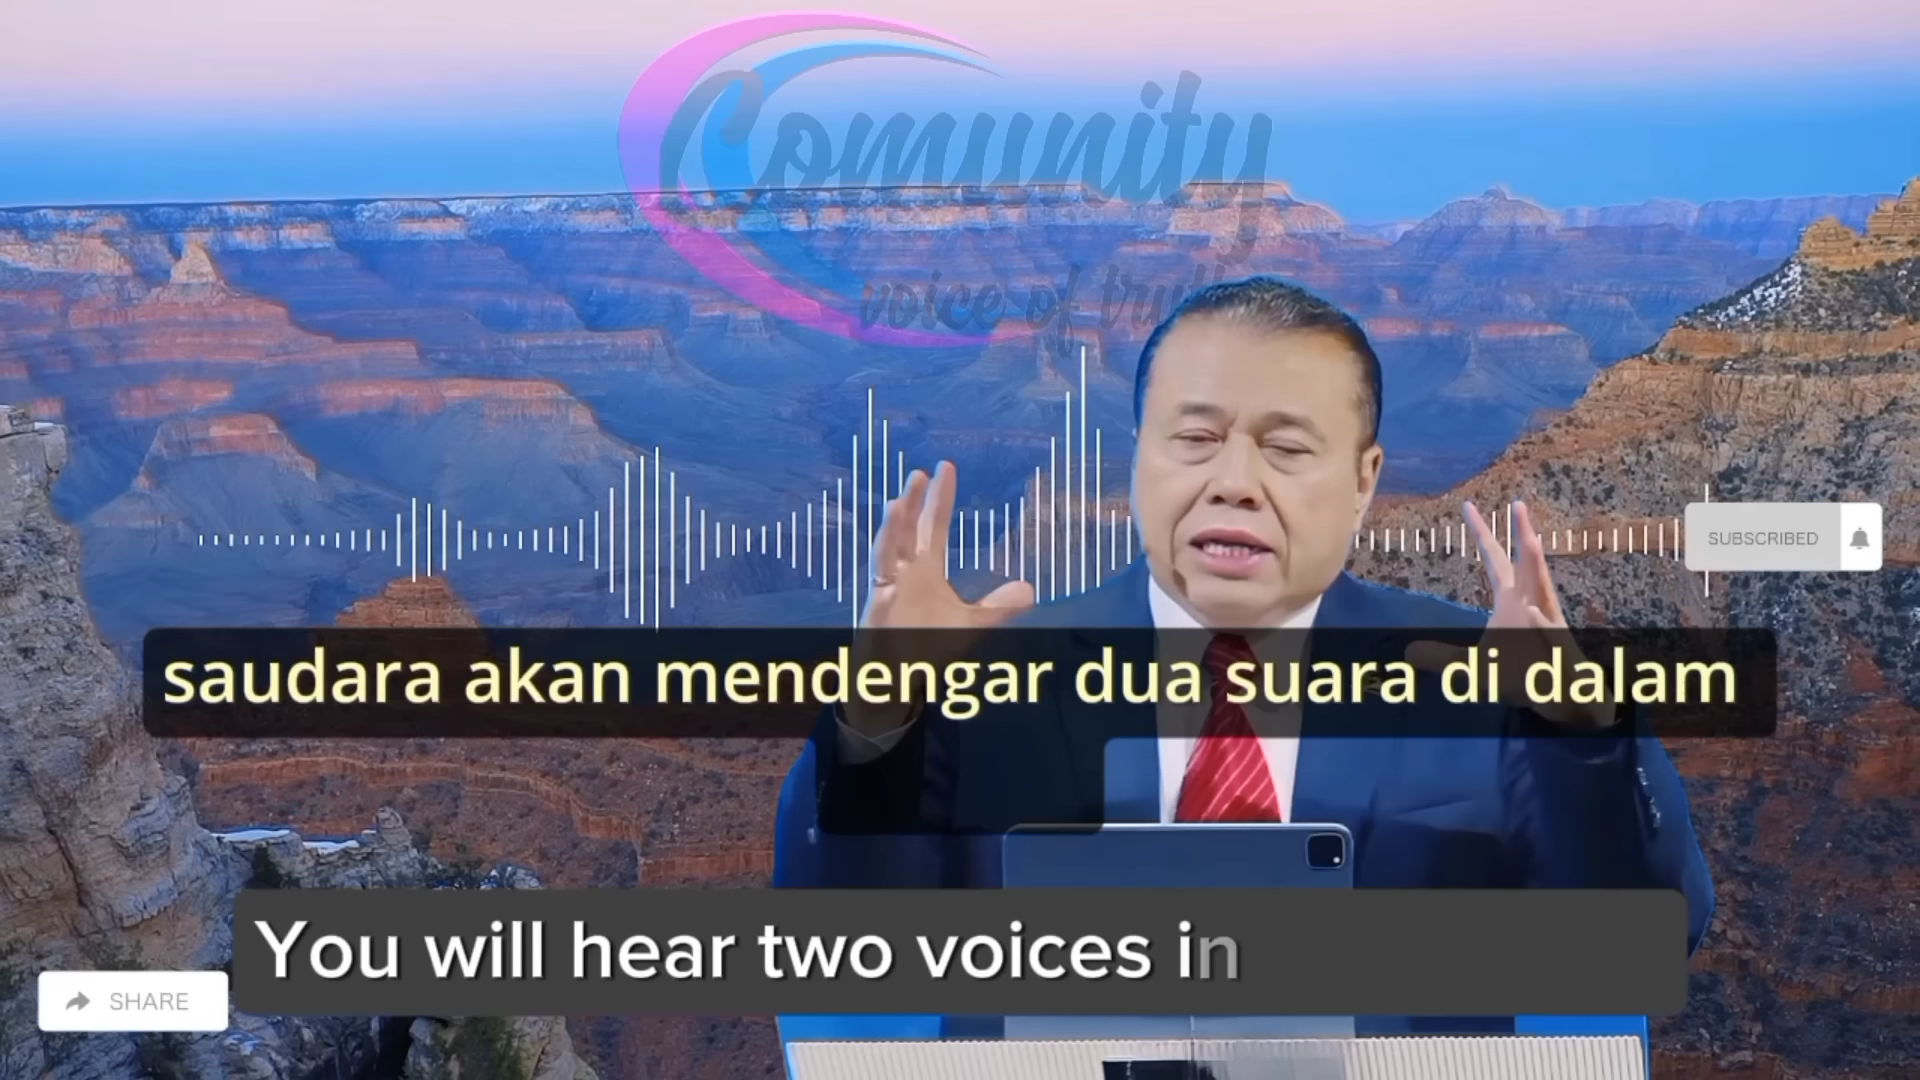 Comunity
voice of truth
SUBSCRIBED
saudara akan mendengar dua suara di dalam
You will hear two voices in
SHARE